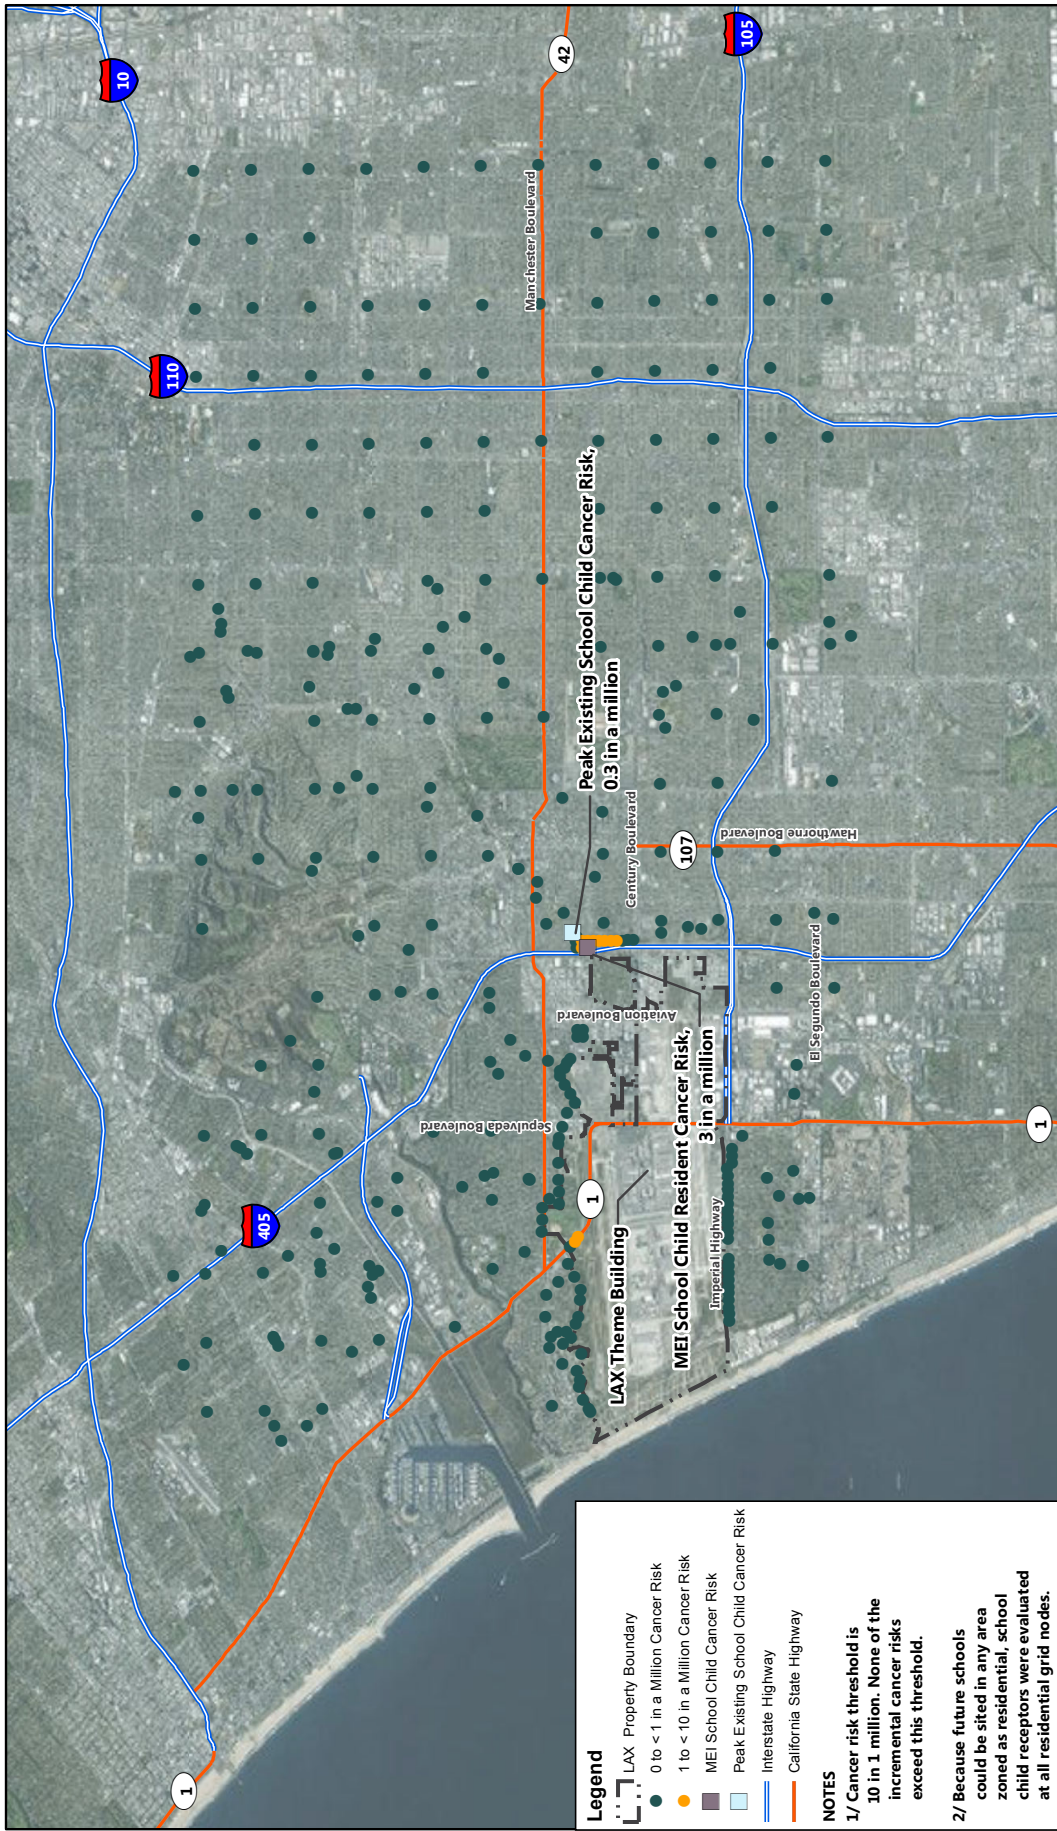 10
110
405
105
42
107
1
1
1
Manchester Boulevard
Century Boulevard
Hawthorne Boulevard
Aviation Boulevard
El Segundo Boulevard
Sepulveda Boulevard
Imperial Highway
Peak Existing School Child Cancer Risk,
0.3 in a million
MEI School Child Resident Cancer Risk,
3 in a million
LAX Theme Building
Legend
LAX Property Boundary
0 to < 1 in a Million Cancer Risk
1 to < 10 in a Million Cancer Risk
MEI School Child Cancer Risk
Peak Existing School Child Cancer Risk
Interstate Highway
California State Highway
NOTES
1/ Cancer risk threshold is
10 in 1 million. None of the
incremental cancer risks
exceed this threshold.
2/ Because future schools
could be sited in any area
zoned as residential, school
child receptors were evaluated
at all residential grid nodes.